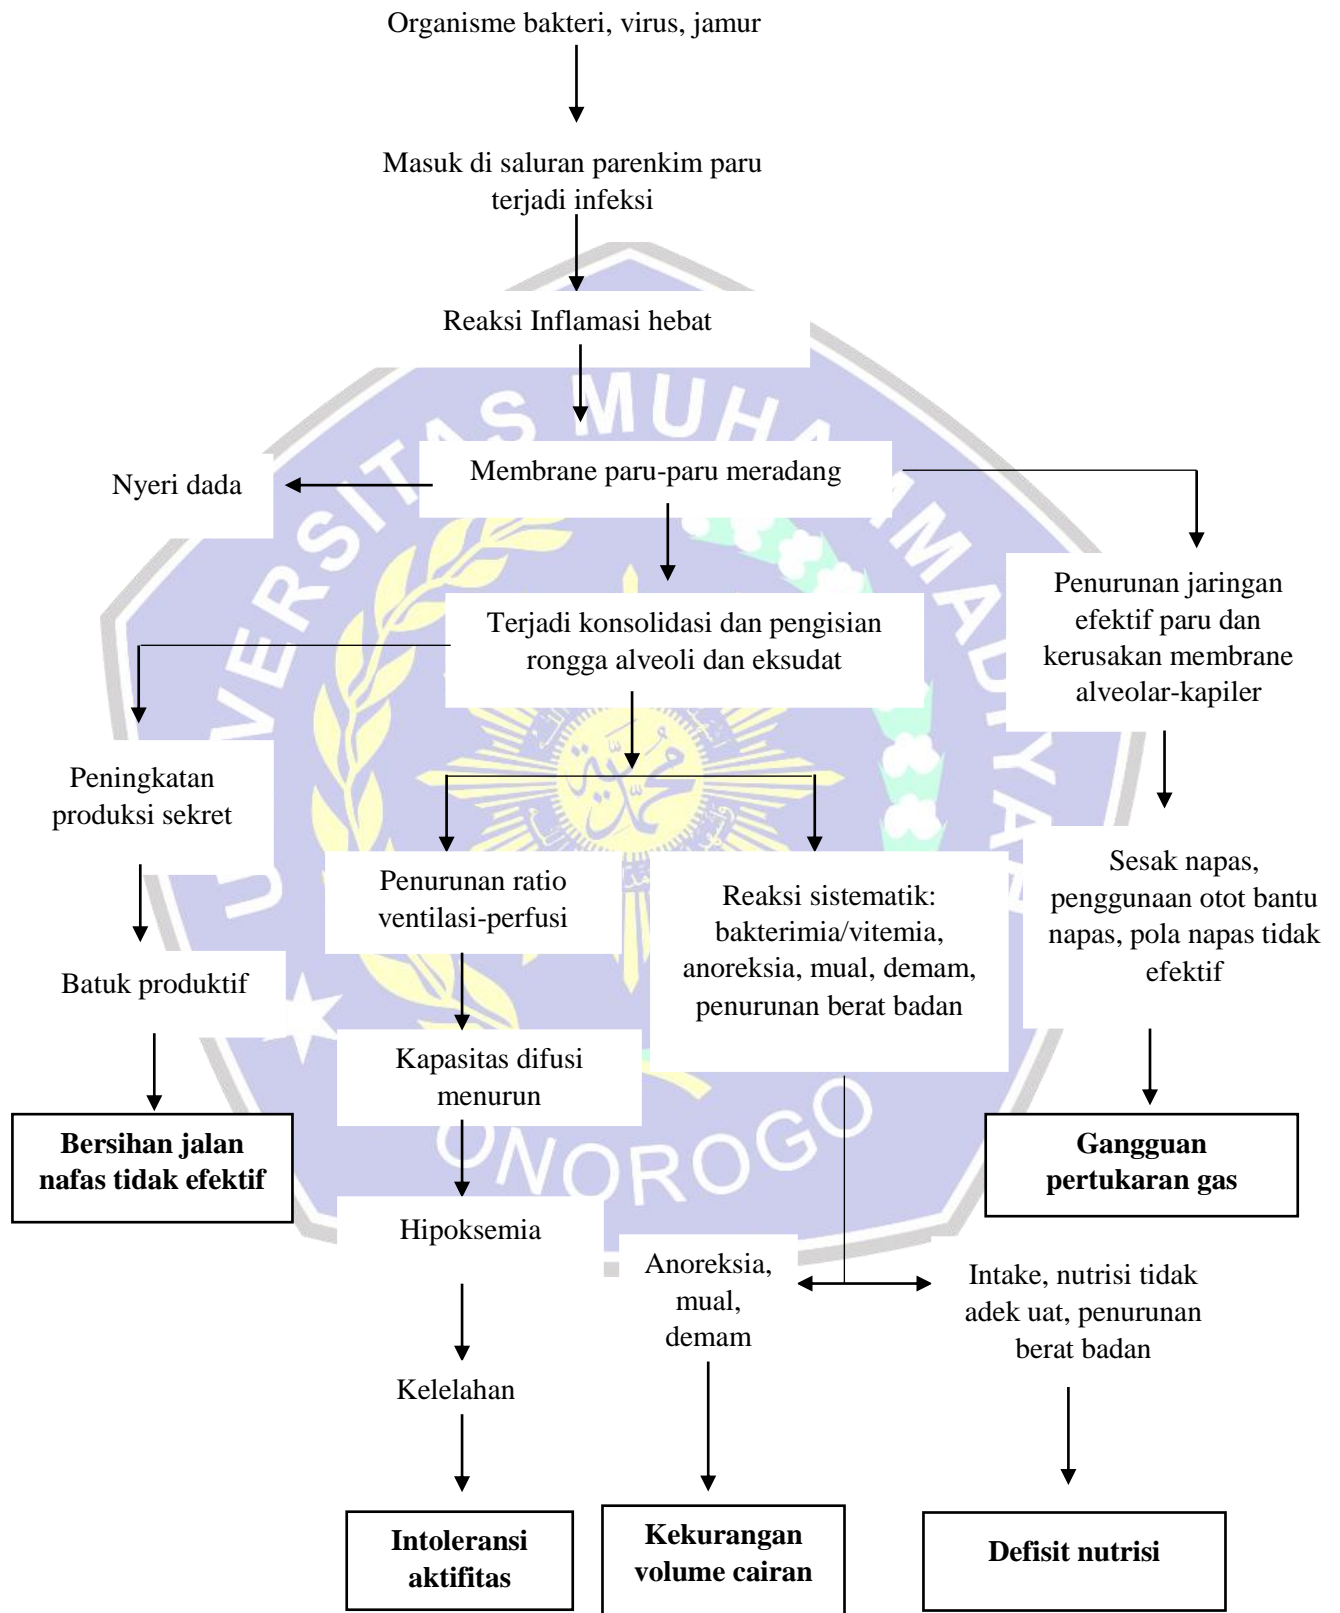 Organisme bakteri, virus, jamur
Masuk di saluran parenkim paru
terjadi infeksi
Reaksi Inflamasi hebat
Membrane paru-paru meradang
Nyeri dada
Penurunan jaringan
efektif paru dan
kerusakan membrane
alveolar-kapiler
Terjadi konsolidasi dan pengisian
rongga alveoli dan eksudat
Peningkatan
produksi sekret
Penurunan ratio
ventilasi-perfusi
Reaksi sistematik:
bakterimia/vitemia,
anoreksia, mual, demam,
penurunan berat badan
Sesak napas,
penggunaan otot bantu
napas, pola napas tidak
efektif
Batuk produktif
Kapasitas difusi
menurun
Bersihan jalan
nafas tidak efektif
Gangguan
pertukaran gas
Hipoksemia
Anoreksia,
mual,
demam
Intake, nutrisi tidak
adek uat, penurunan
berat badan
Kelelahan
Intoleransi
aktifitas
Kekurangan
volume cairan
Defisit nutrisi
UNIVERSITAS MUHAMMADIYAH
ONOROGO